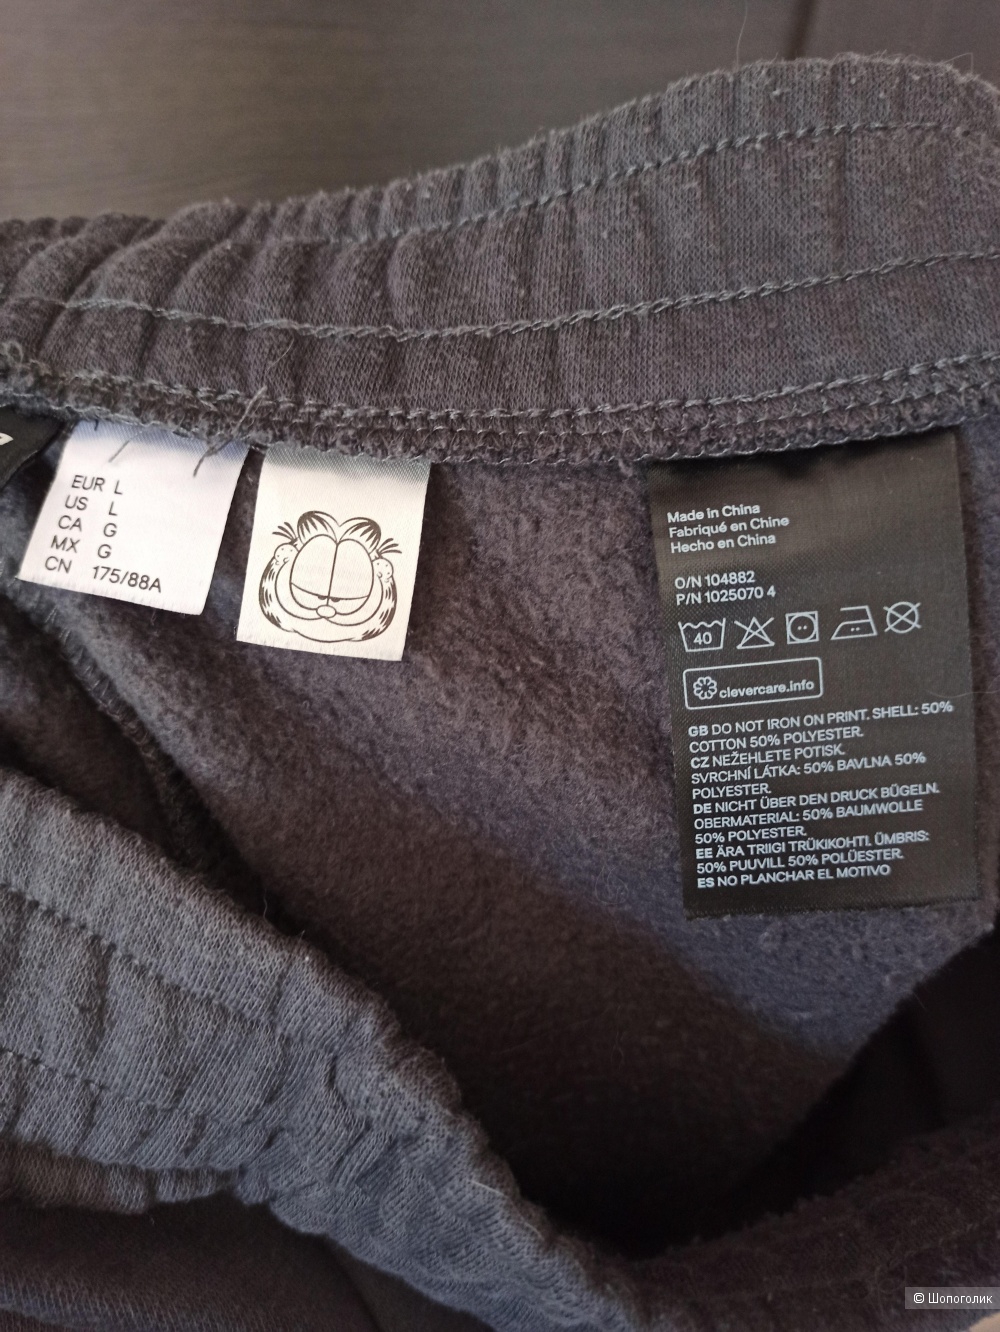 EUR L
US L
CA G
MX G
CN 175/88A
Made in China
Fabriqué en Chine
Hecho en China
O/N 104882
P/N 1025070 4
40
clevercare.info
GB DO NOT IRON ON PRINT. SHELL: 50%
COTTON 50% POLYESTER.
CZ NEŽEHLETE POTISK.
SVRCHNÍ LÁTKA: 50% BAVLNA 50%
POLYESTER.
DE NICHT ÜBER DEN DRUCK BÜGELN.
OBERMATERIAL: 50% BAUMWOLLE
50% POLYESTER.
EE ÄRA TRIIGI TRÜKIKOHTI. ÜMBRIS:
50% PUUVILL 50% POLÜESTER.
ES NO PLANCHAR EL MOTIVO
© Шопоголик